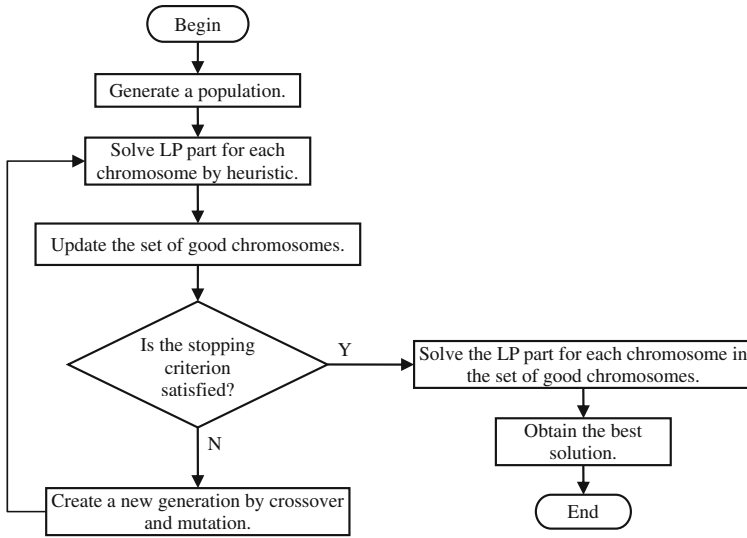 Begin
Generate a population.
Solve LP part for each
chromosome by heuristic.
Update the set of good chromosomes.
Is the stopping
criterion
satisfied?
Y
Solve the LP part for each chromosome in
the set of good chromosomes.
Obtain the best
solution.
End
N
Create a new generation by crossover
and mutation.